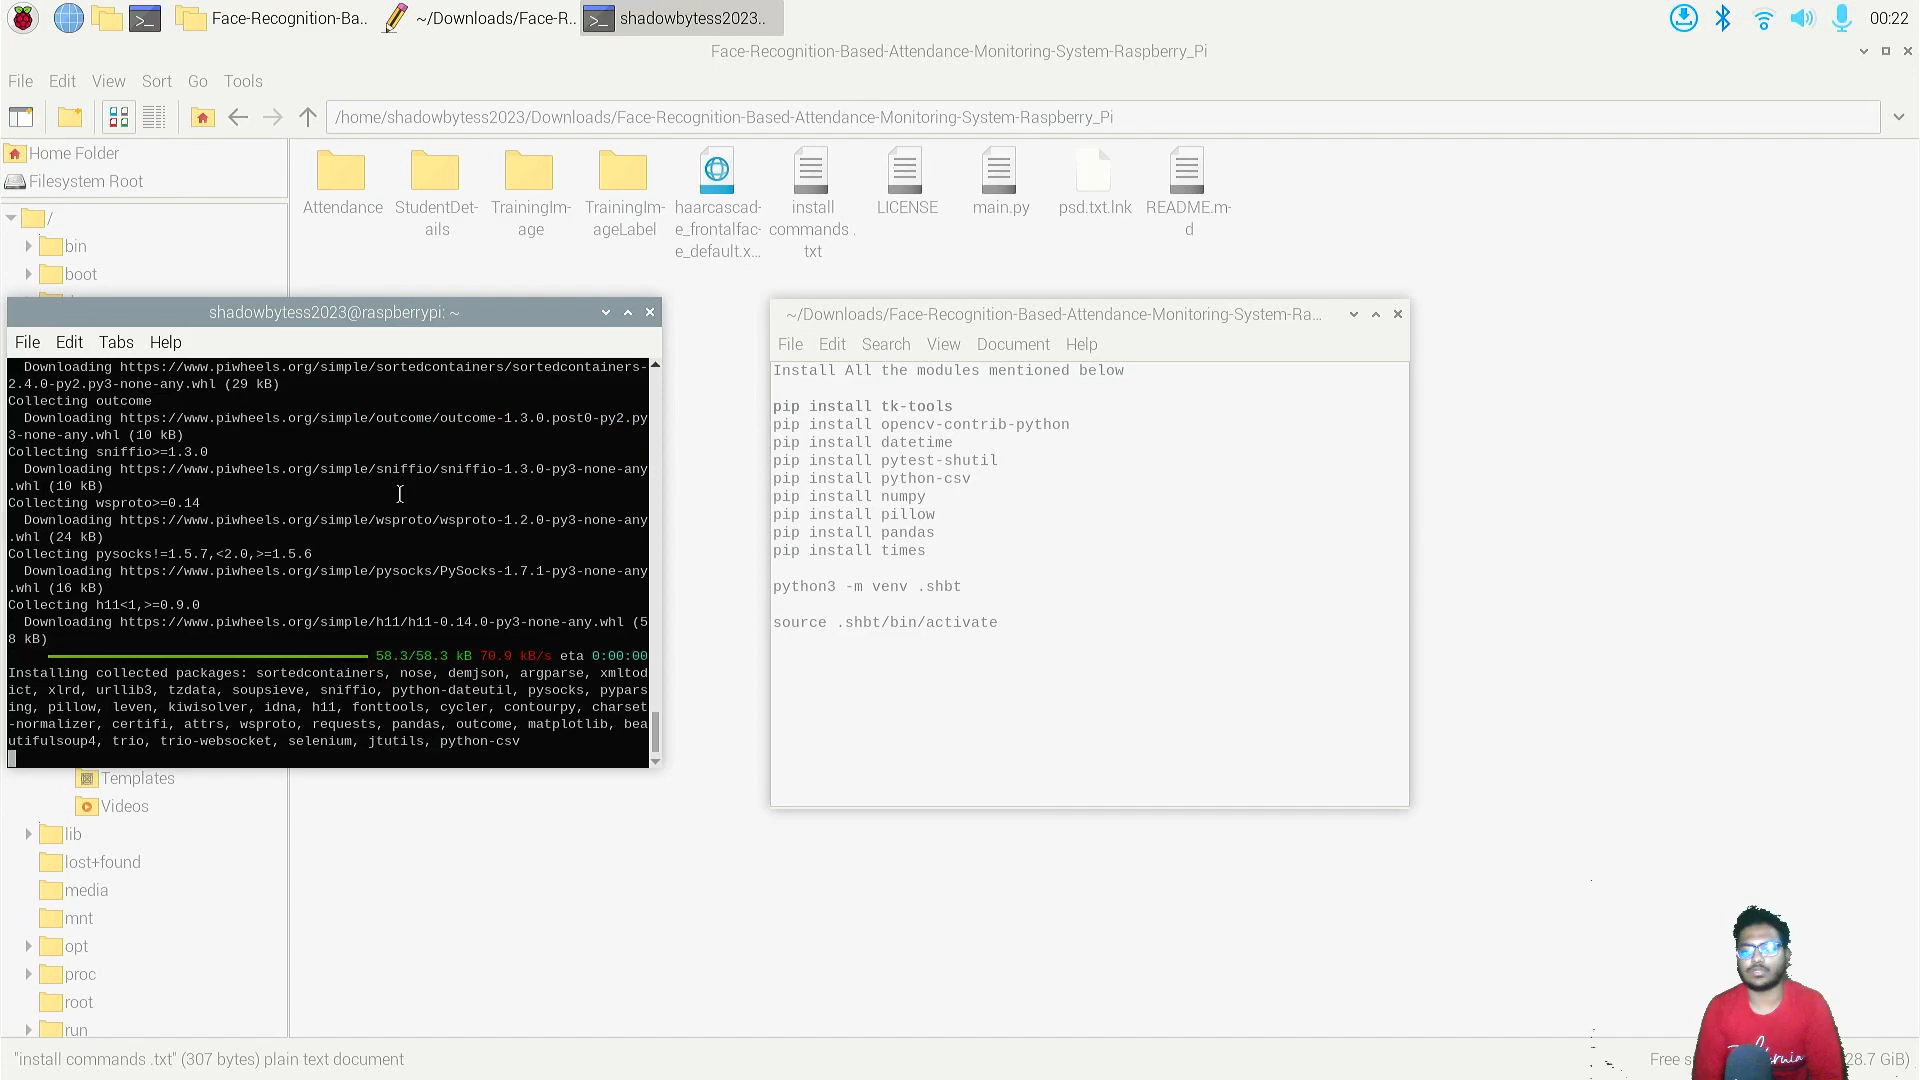 Face-Recognition-Ba..
~/Downloads/Face-R..
shadowbytess2023..
00:22
Face-Recognition-Based-Attendance-Monitoring-System-Raspberry_Pi
File Edit View Sort Go Tools
/home/shadowbytess2023/Downloads/Face-Recognition-Based-Attendance-Monitoring-System-Raspberry_Pi
Home Folder
Filesystem Root
/
bin
boot
Attendance
StudentDet-
ails
TrainingIm-
age
TrainingIm-
ageLabel
haarcascad-
e_frontalfac-
e_default.x...
install
commands .
txt
LICENSE
main.py
psd.txt.lnk
README.m-
d
shadowbytess2023@raspberrypi: ~
File Edit Tabs Help
Downloading https://www.piwheels.org/simple/sortedcontainers/sortedcontainers-
2.4.0-py2.py3-none-any.whl (29 kB)
Collecting outcome
Downloading https://www.piwheels.org/simple/outcome/outcome-1.3.0.post0-py2.py
3-none-any.whl (10 kB)
Collecting sniffio>=1.3.0
Downloading https://www.piwheels.org/simple/sniffio/sniffio-1.3.0-py3-none-any
.whl (10 kB)
Collecting wsproto>=0.14
Downloading https://www.piwheels.org/simple/wsproto/wsproto-1.2.0-py3-none-any
.whl (24 kB)
Collecting pysocks!=1.5.7,<2.0,>=1.5.6
Downloading https://www.piwheels.org/simple/pysocks/PySocks-1.7.1-py3-none-any
.whl (16 kB)
Collecting h11<1,>=0.9.0
Downloading https://www.piwheels.org/simple/h11/h11-0.14.0-py3-none-any.whl (5
8 kB)
58.3/58.3 kB 70.9 kB/s eta 0:00:00
Installing collected packages: sortedcontainers, nose, demjson, argparse, xmltod
ict, xlrd, urllib3, tzdata, soupsieve, sniffio, python-dateutil, pysocks, pypars
ing, pillow, leven, kiwisolver, idna, h11, fonttools, cycler, contourpy, charset
-normalizer, certifi, attrs, wsproto, requests, pandas, outcome, matplotlib, bea
utifulsoup4, trio, trio-websocket, selenium, jtutils, python-csv
~/Downloads/Face-Recognition-Based-Attendance-Monitoring-System-Ra...
File Edit Search View Document Help
Install All the modules mentioned below
pip install tk-tools
pip install opencv-contrib-python
pip install datetime
pip install pytest-shutil
pip install python-csv
pip install numpy
pip install pillow
pip install pandas
pip install times
python3 -m venv .shbt
source .shbt/bin/activate
Templates
Videos
lib
lost+found
media
mnt
opt
proc
root
run
"install commands .txt" (307 bytes) plain text document
Free
28.7 GiB)